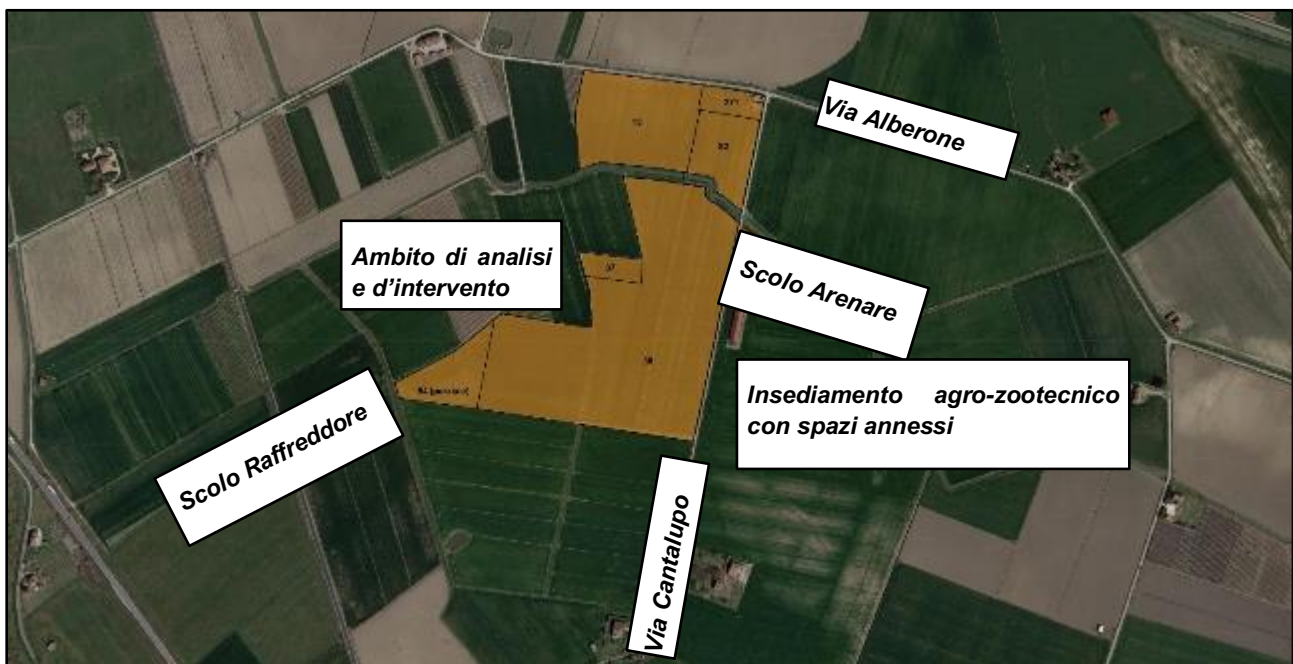 Via Alberone
Ambito di analisi
e d'intervento
Scolo Arenare
Insediamento agro-zootecnico
con spazi annessi
Scolo Raffreddore
Via Cantalupo